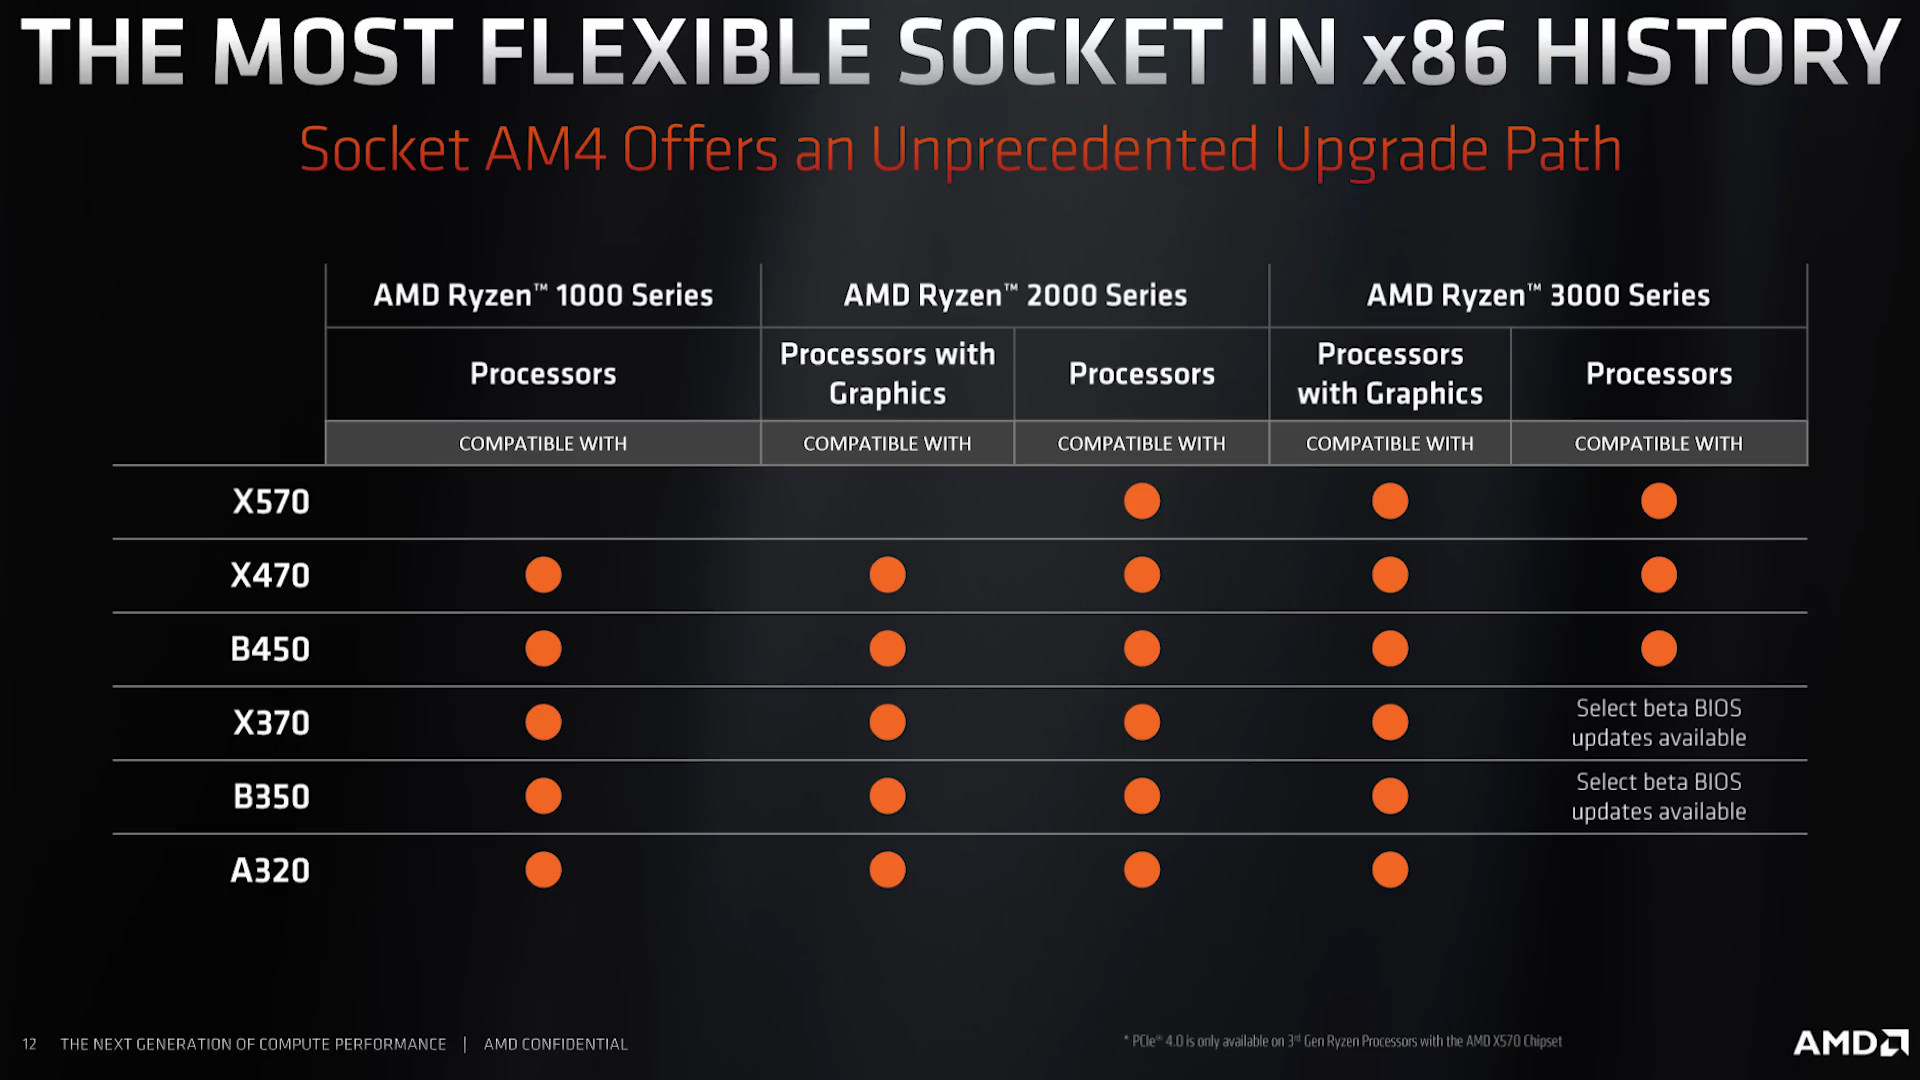 THE MOST FLEXIBLE SOCKET IN x86 HISTORY
Socket AM4 Offers an Unprecedented Upgrade Path
AMD Ryzen™ 1000 Series
AMD Ryzen™ 2000 Series
AMD Ryzen™ 3000 Series
Processors
Processors with
Graphics
Processors
Processors
with Graphics
Processors
COMPATIBLE WITH
COMPATIBLE WITH
COMPATIBLE WITH
COMPATIBLE WITH
COMPATIBLE WITH
X570
X470
B450
X370
Select beta BIOS
updates available
B350
Select beta BIOS
updates available
A320
12 THE NEXT GENERATION OF COMPUTE PERFORMANCE | AMD CONFIDENTIAL
* PCIe® 4.0 is only available on 3rd Gen Ryzen Processors with the AMD X570 Chipset
AMD